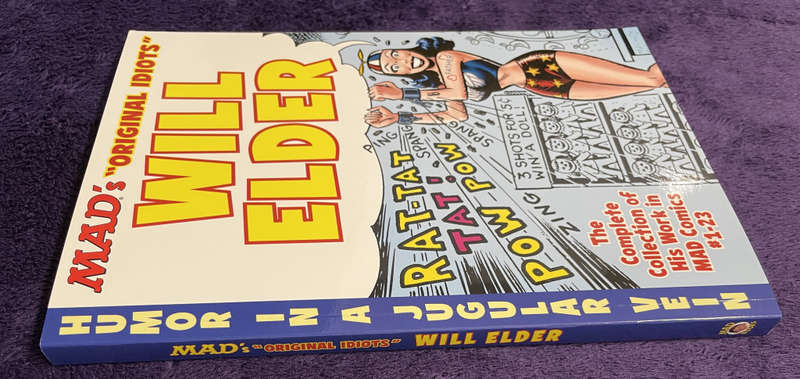 MAD's "ORIGINAL IDIOTS"
WILL
ELDER
3 SHOTS FOR 5¢
WIN A DOLL!
SPANG
SPANG
ING
ZING
RAT-TAT
TAT!
POW POW
The
Complete
Collection of
His Work in
MAD Comics
#1-23
HUMOR IN A JUGULAR VEIN
MAD's "ORIGINAL IDIOTS" WILL ELDER